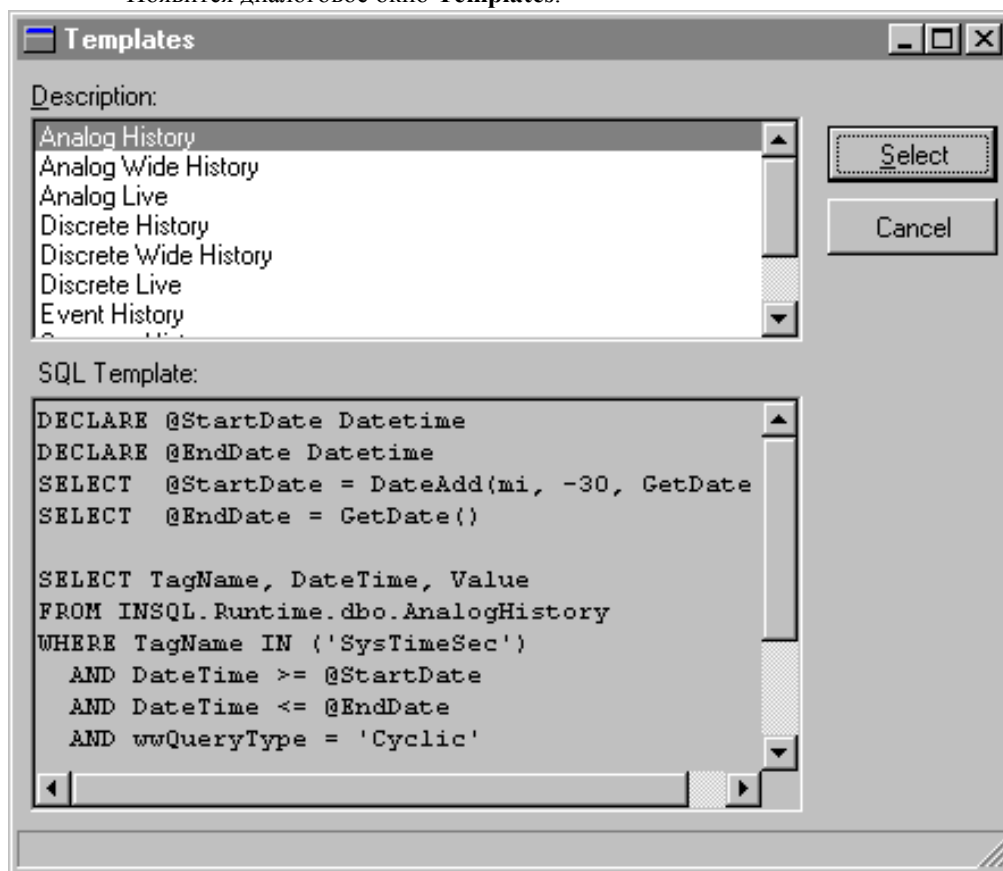 Появится диалоговое окно Templates.
Templates
Description:
Analog History
Analog Wide History
Analog Live
Discrete History
Discrete Wide History
Discrete Live
Event History
Select
Cancel
SQL Template:
DECLARE @StartDate Datetime
DECLARE @EndDate Datetime
SELECT  @StartDate = DateAdd(mi, -30, GetDate
SELECT  @EndDate = GetDate()
SELECT TagName, DateTime, Value
FROM INSQL.Runtime.dbo.AnalogHistory
WHERE TagName IN ('SysTimeSec')
AND DateTime >= @StartDate
AND DateTime <= @EndDate
AND wwQueryType = 'Cyclic'